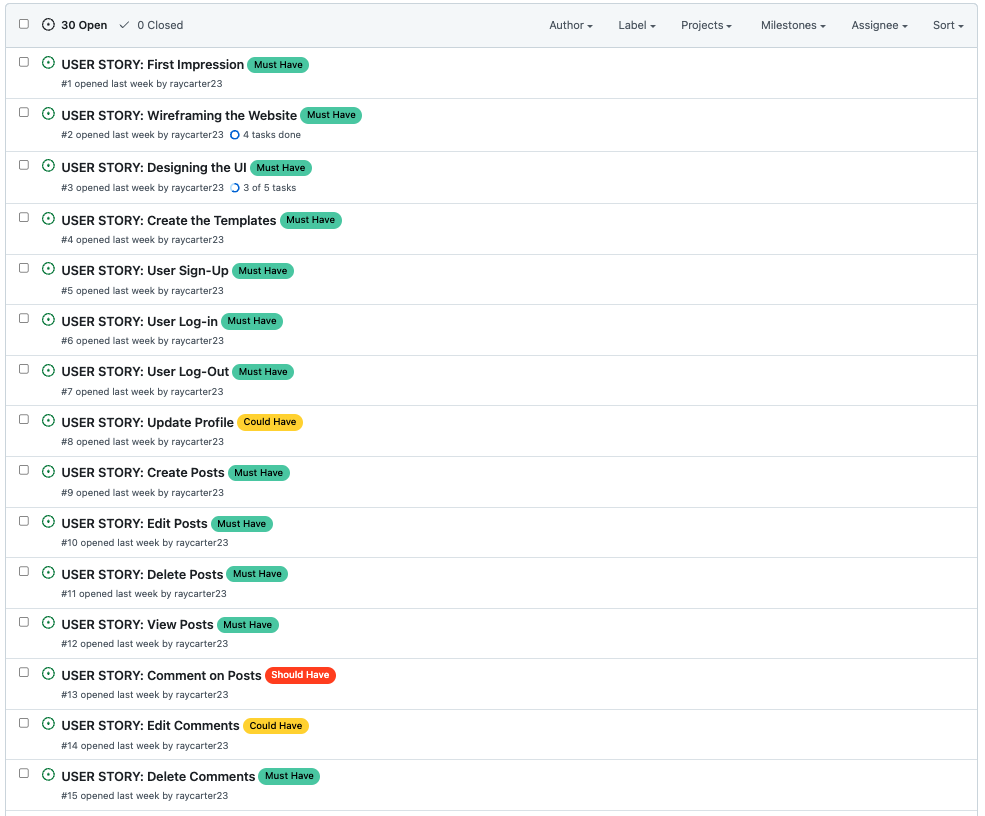 30 Open 0 Closed Author Label Projects Milestones Assignee Sort
USER STORY: First Impression Must Have
#1 opened last week by raycarter23
USER STORY: Wireframing the Website Must Have
#2 opened last week by raycarter23 4 tasks done
USER STORY: Designing the UI Must Have
#3 opened last week by raycarter23 3 of 5 tasks
USER STORY: Create the Templates Must Have
#4 opened last week by raycarter23
USER STORY: User Sign-Up Must Have
#5 opened last week by raycarter23
USER STORY: User Log-in Must Have
#6 opened last week by raycarter23
USER STORY: User Log-Out Must Have
#7 opened last week by raycarter23
USER STORY: Update Profile Could Have
#8 opened last week by raycarter23
USER STORY: Create Posts Must Have
#9 opened last week by raycarter23
USER STORY: Edit Posts Must Have
#10 opened last week by raycarter23
USER STORY: Delete Posts Must Have
#11 opened last week by raycarter23
USER STORY: View Posts Must Have
#12 opened last week by raycarter23
USER STORY: Comment on Posts Should Have
#13 opened last week by raycarter23
USER STORY: Edit Comments Could Have
#14 opened last week by raycarter23
USER STORY: Delete Comments Must Have
#15 opened last week by raycarter23